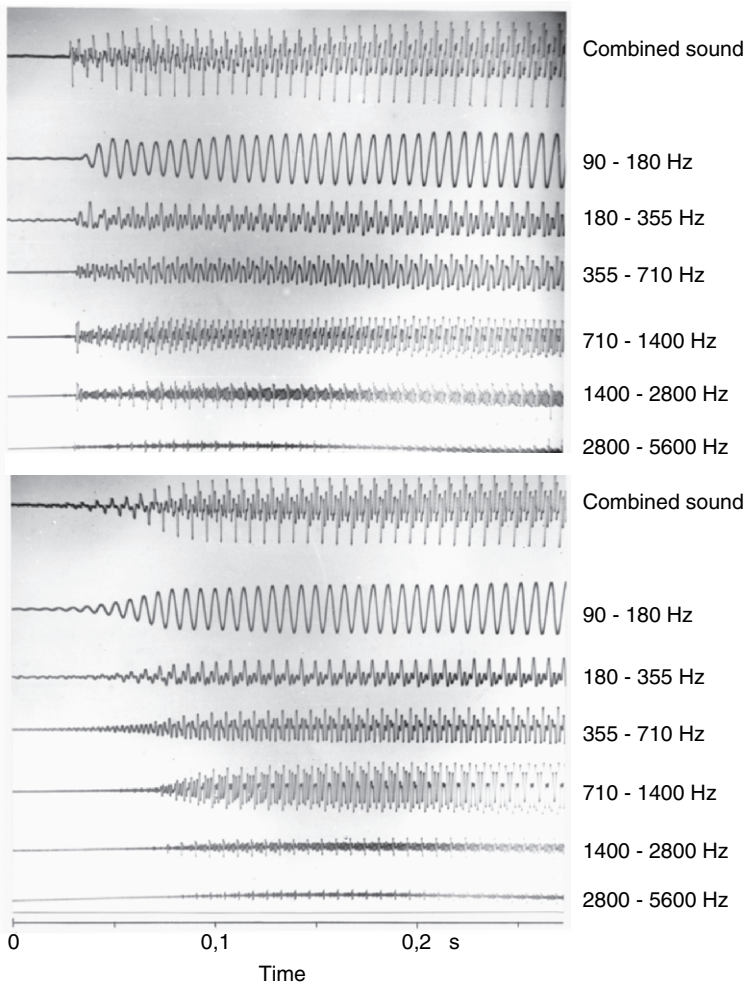 Combined sound
90 - 180 Hz
180 - 355 Hz
355 - 710 Hz
710 - 1400 Hz
1400 - 2800 Hz
2800 - 5600 Hz
Combined sound
90 - 180 Hz
180 - 355 Hz
355 - 710 Hz
710 - 1400 Hz
1400 - 2800 Hz
2800 - 5600 Hz
0 0,1 0,2 s
Time